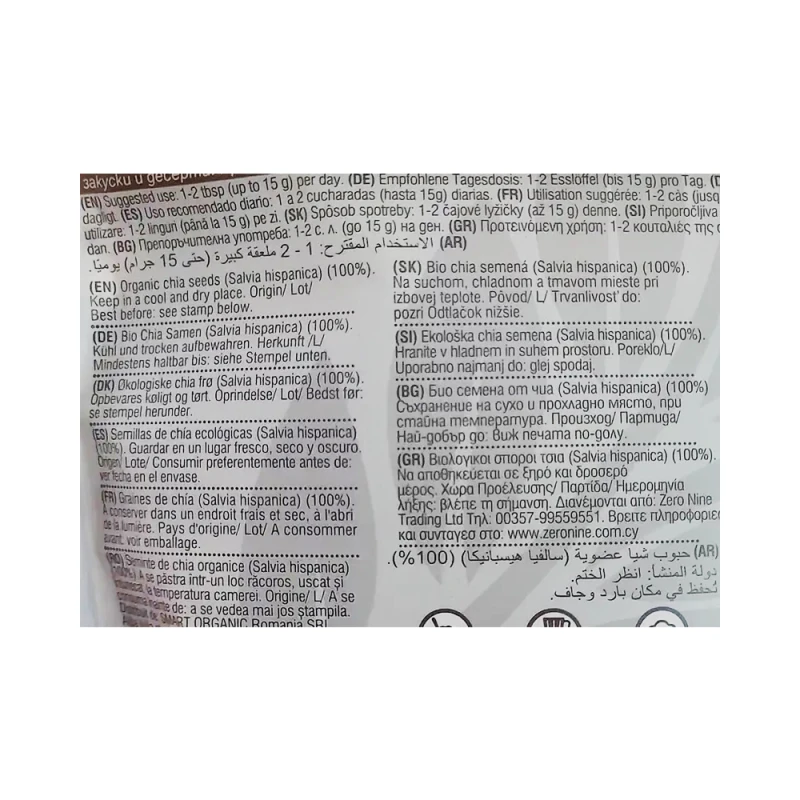 закуски и десерт
(EN) Suggested use: 1-2 tbsp (up to 15 g) per day. (DE) Empfohlene Tagesdosis: 1-2 Esslöffel (bis 15 g) pro Tag.
dagligt. (ES) Uso recomendado diario: 1 a 2 cucharadas (hasta 15g) diarias. (FR) Utilisation suggérée: 1-2 càs (jusq
utilizare: 1-2 linguri (până la 15 g) pe zi. (SK) Spôsob spotreby: 1-2 čajové lyžičky (až 15 g) denne. (SI) Priporočljiva
dan. (BG) Препоръчителна употреба: 1-2 с. л. (до 15 g) на ден. (GR) Προτεινόμενη χρήση: 1-2 κουταλιές της
(AR) الاستخدام المقترح: 1 - 2 ملعقة كبيرة (حتى 15 جرام) يوميًا.
(EN) Organic chia seeds (Salvia hispanica) (100%).
Keep in a cool and dry place. Origin/ Lot/
Best before: see stamp below.
(DE) Bio Chia Samen (Salvia hispanica) (100%).
Kühl und trocken aufbewahren. Herkunft /L/
Mindestens haltbar bis: siehe Stempel unten.
(DK) Økologiske chia frø (Salvia hispanica) (100%).
Opbevares køligt og tørt. Oprindelse/ Lot/ Bedst før:
se stempel herunder.
(ES) Semillas de chía ecológicas (Salvia hispanica)
(100%). Guardar en un lugar fresco, seco y oscuro.
Origen/ Lote/ Consumir preferentemente antes de:
ver fecha en el envase.
(FR) Graines de chia (Salvia hispanica) (100%).
A conserver dans un endroit frais et sec, à l'abri
de la lumière. Pays d'origine/ Lot/ A consommer
avant: voir emballage.
(RO) Seminte de chia organice (Salvia hispanica)
(100%) A se păstra într-un loc răcoros, uscat și
la temperatura camerei. Origine/ L/ A se
consuma înainte de: a se vedea mai jos ștampila.
SMART ORGANIC Romania SRL
(SK) Bio chia semená (Salvia hispanica) (100%).
Na suchom, chladnom a tmavom mieste pri
izbovej teplote. Pôvod/ L/ Trvanlivosť do:
pozri Odtlačok nižšie.
(SI) Ekološka chia semena (Salvia hispanica) (100%).
Hranite v hladnem in suhem prostoru. Poreklo/L/
Uporabno najmanj do: glej spodaj.
(BG) Био семена от чиа (Salvia hispanica) (100%)
Съхранение на сухо и прохладно място, при
стайна температура. Произход/ Партида/
Най-добър до: Виж печата по-долу.
(GR) Βιολογικοι σποροι τσια (Salvia hispanica) (100%).
Να αποθηκεύεται σε ξηρό και δροσερό
μέρος. Χώρα Προέλευσης/ Παρτίδα/ Ημερομηνία
λήξης: βλέπε τη σήμανση. Διανέμονται από: Zero Nine
Trading Ltd Τηλ: 00357-99559551. Βρειτε πληροφοριες
και συνταγεσ στο: www.zeronine.com.cy
(AR) حبوب شيا عضوية (سالفيا هيسبانيكا) (100%).
دولة المنشأ: انظر الختم.
تُحفظ في مكان بارد وجاف.